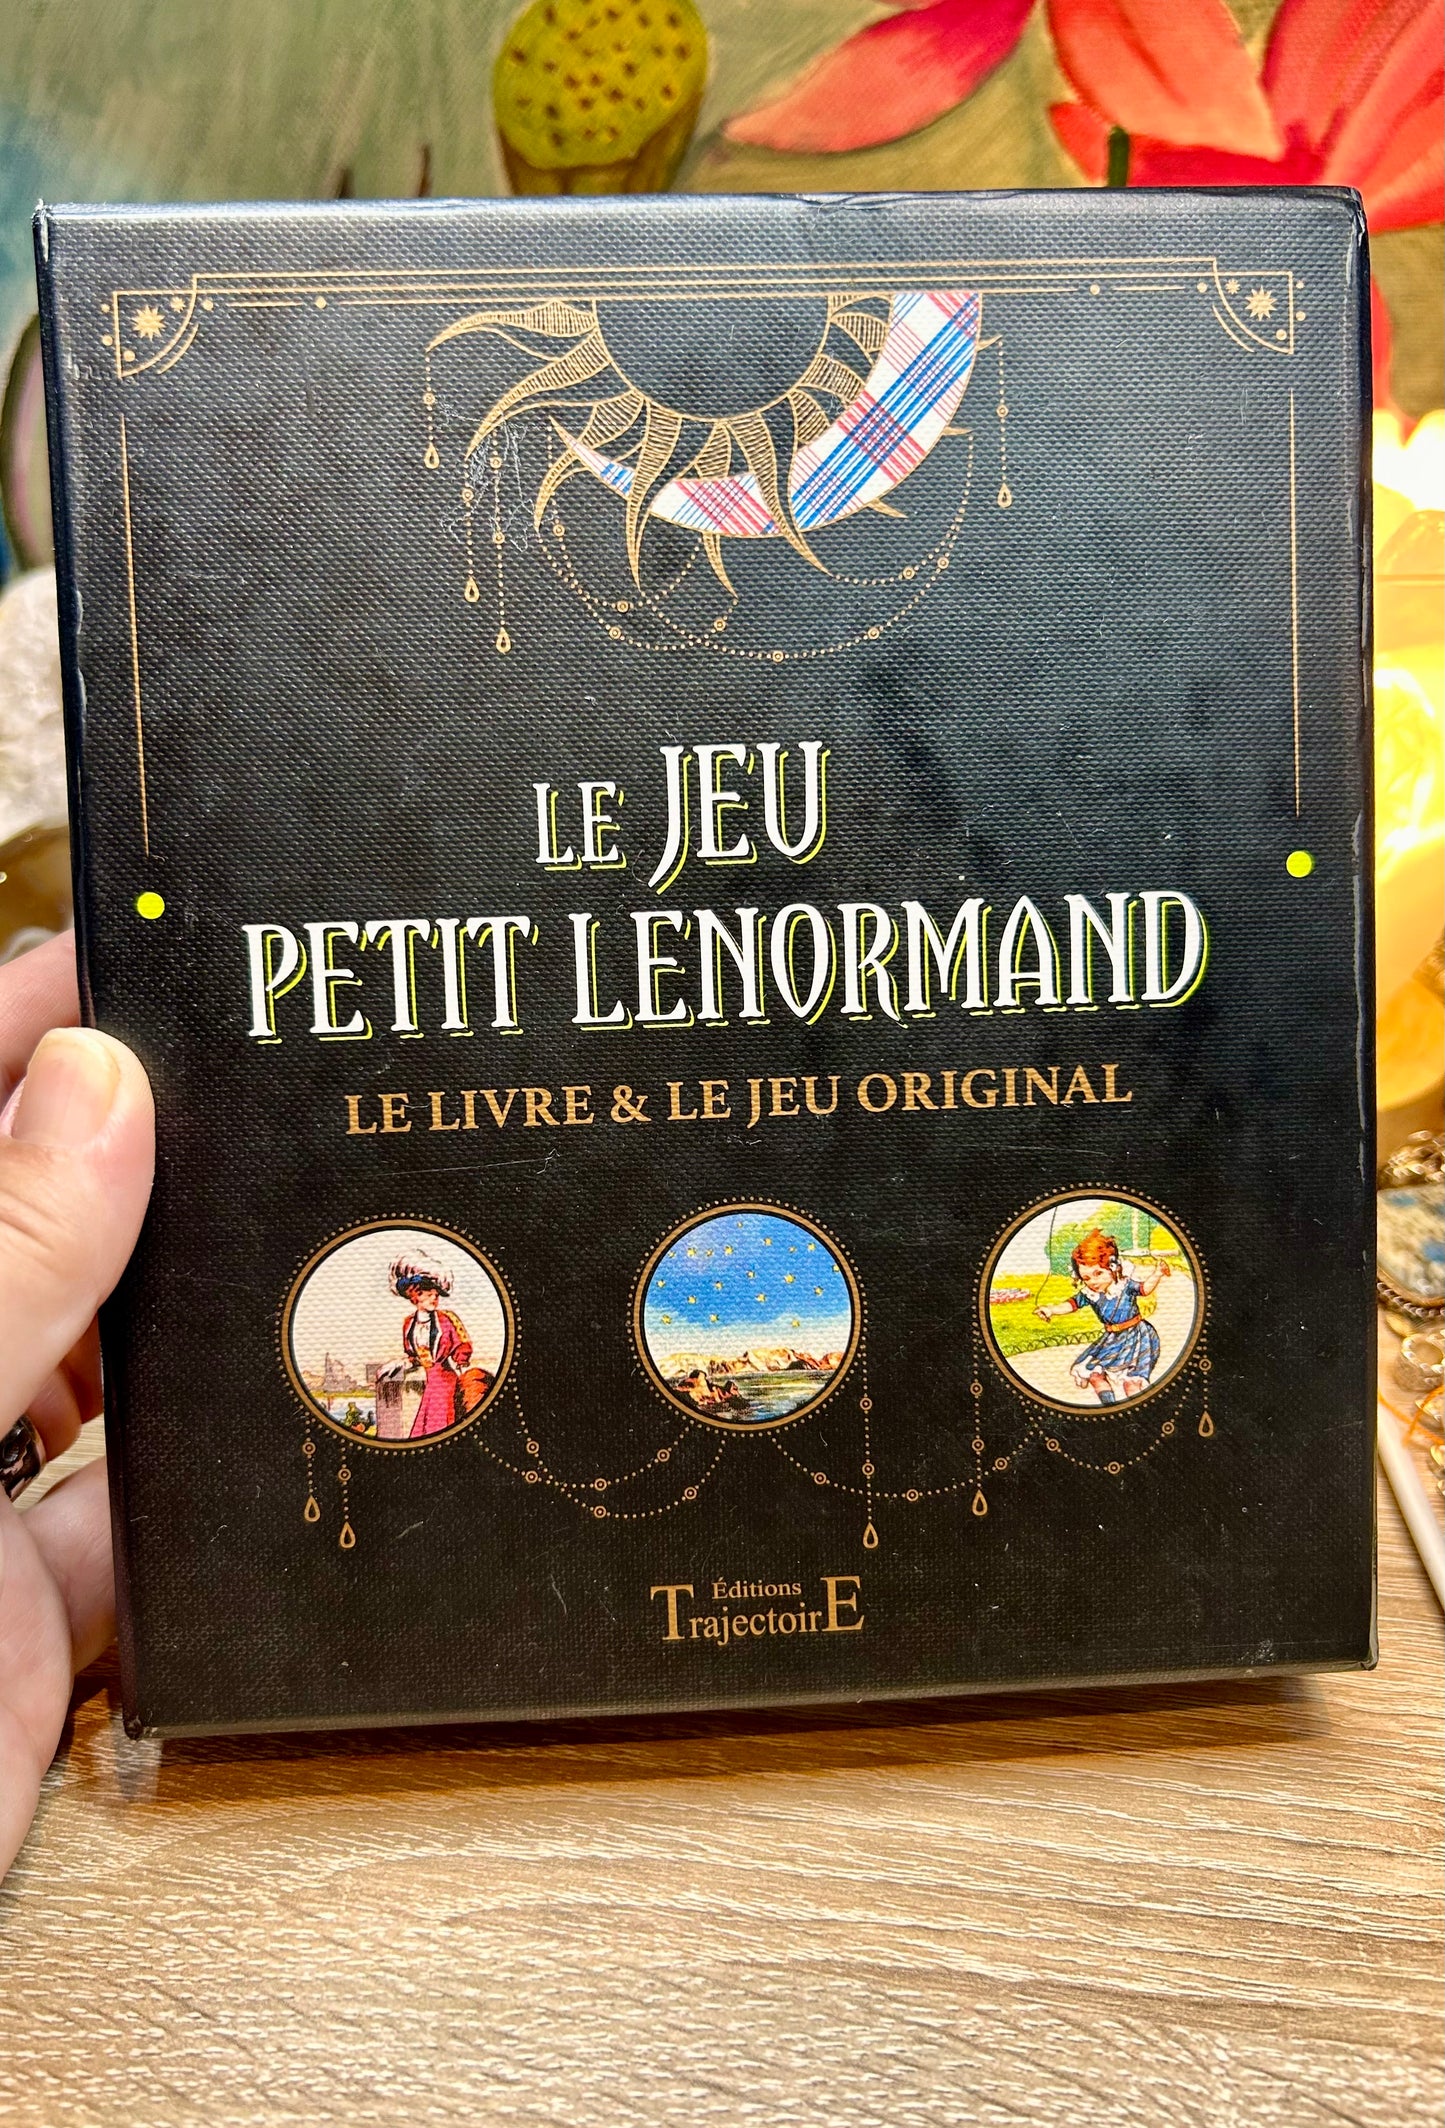 LE JEU
PETIT LENORMAND
LE LIVRE & LE JEU ORIGINAL
Éditions
TrajectoirE